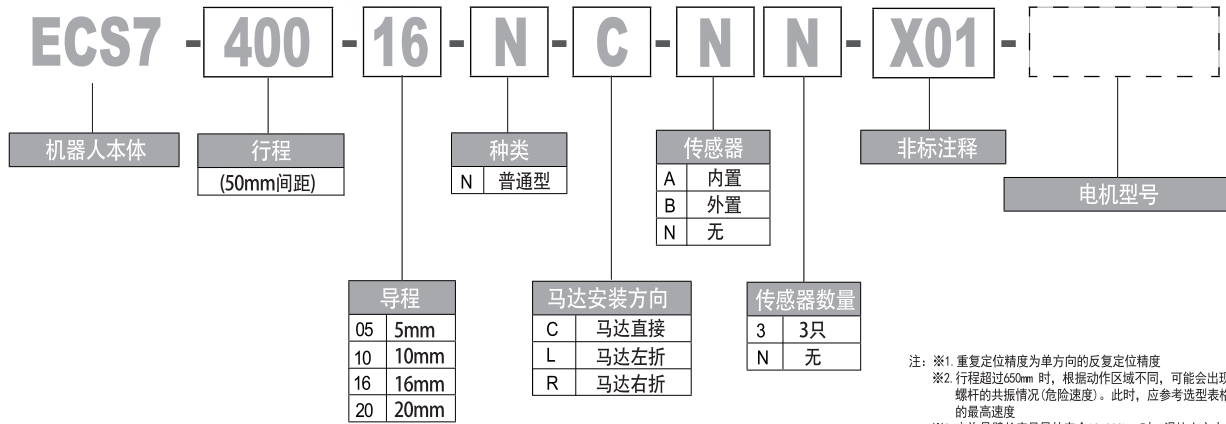 ECS7 - 400 - 16 - N - C - N N - X01 -
机器人本体
行程
(50mm间距)
种类
N 普通型
传感器
A 内置
B 外置
N 无
非标注释
电机型号
导程
05 5mm
10 10mm
16 16mm
20 20mm
马达安装方向
C 马达直接
L 马达左折
R 马达右折
传感器数量
3 3只
N 无
注：※1. 重复定位精度为单方向的反复定位精度
※2. 行程超过650mm 时，根据动作区域不同，可能会出现
螺杆的共振情况(危险速度)。此时，应参考选型表格
的最高速度